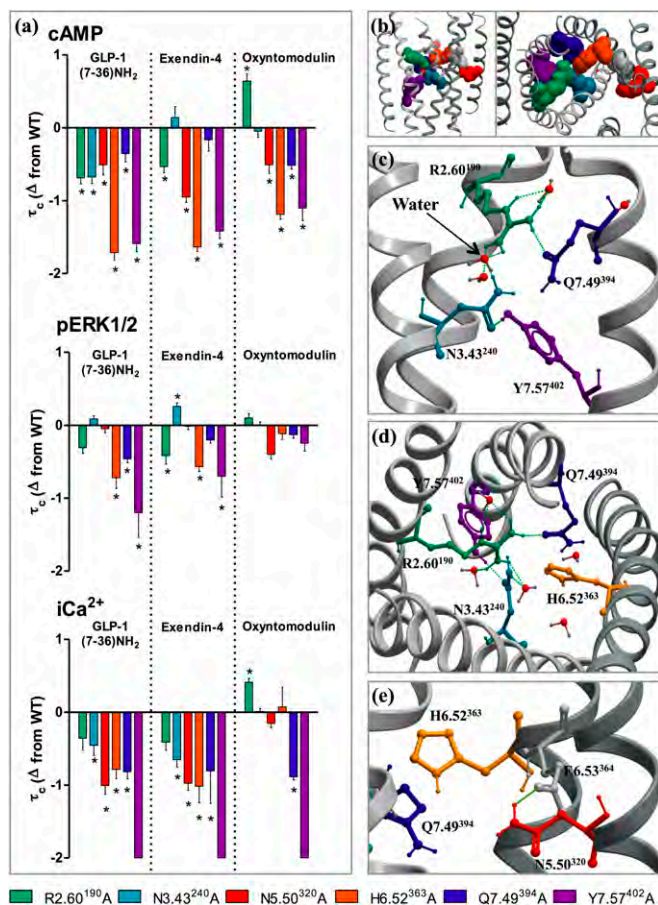 (a)
cAMP
GLP-1
(7-36)NH₂
Exendin-4
Oxyntomodulin
τc (Δ from WT)
1
0
-1
-2
* * * * * *
* * * *
* * * * *
pERK1/2
GLP-1
(7-36)NH₂
Exendin-4
Oxyntomodulin
τc (Δ from WT)
1
0
-1
-2
* * *
* * * *
iCa²⁺
GLP-1
(7-36)NH₂
Exendin-4
Oxyntomodulin
τc (Δ from WT)
1
0
-1
-2
* * * *
* * * *
* *
(b)
(c)
R2.60¹⁹⁰
Water
Q7.49³⁹⁴
N3.43²⁴⁰
Y7.57⁴⁰²
(d)
Y7.57⁴⁰²
Q7.49³⁹⁴
R2.60¹⁹⁰
H6.52³⁶³
N3.43²⁴⁰
(e)
H6.52³⁶³
E6.53³⁶⁴
Q7.49³⁹⁴
N5.50³²⁰
R2.60¹⁹⁰A N3.43²⁴⁰A N5.50³²⁰A H6.52³⁶³A Q7.49³⁹⁴A Y7.57⁴⁰²A